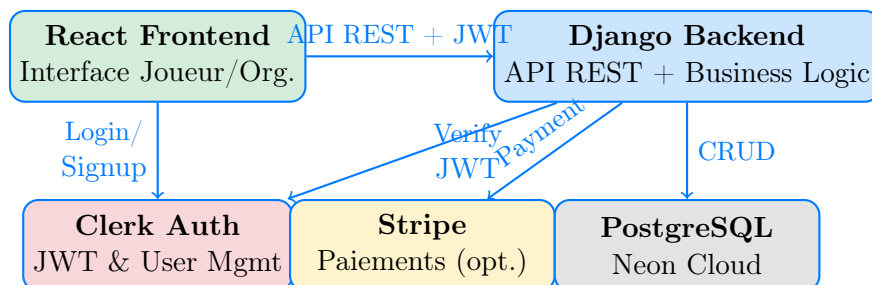 React Frontend
Interface Joueur/Org.
API REST + JWT
Django Backend
API REST + Business Logic
Login/
Signup
Verify
JWT
Payment
CRUD
Clerk Auth
JWT & User Mgmt
Stripe
Paiements (opt.)
PostgreSQL
Neon Cloud